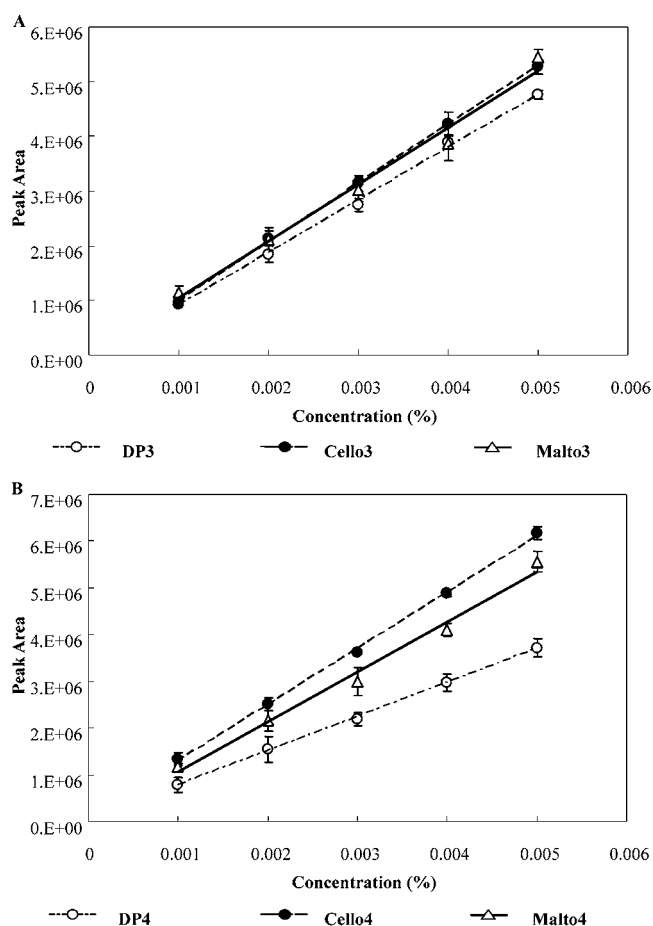 A
6.E+06
5.E+06
4.E+06
3.E+06
2.E+06
1.E+06
0.E+00
Peak Area
0 0.001 0.002 0.003 0.004 0.005 0.006
Concentration (%)
DP3 Cello3 Malto3
B
7.E+06
6.E+06
5.E+06
4.E+06
3.E+06
2.E+06
1.E+06
0.E+00
Peak Area
0 0.001 0.002 0.003 0.004 0.005 0.006
Concentration (%)
DP4 Cello4 Malto4